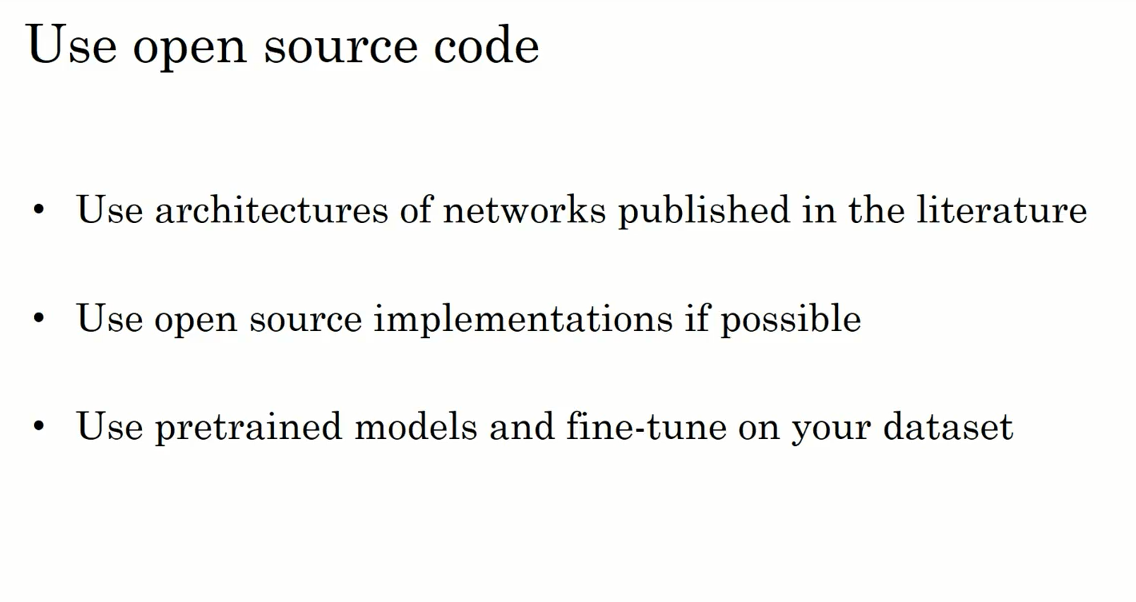 Use open source code
• Use architectures of networks published in the literature
• Use open source implementations if possible
• Use pretrained models and fine-tune on your dataset